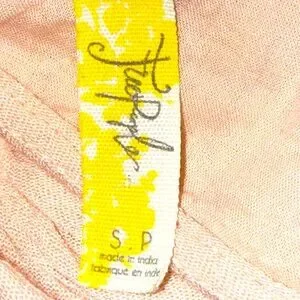 Free People
S.P
made in india
fabriqué en inde